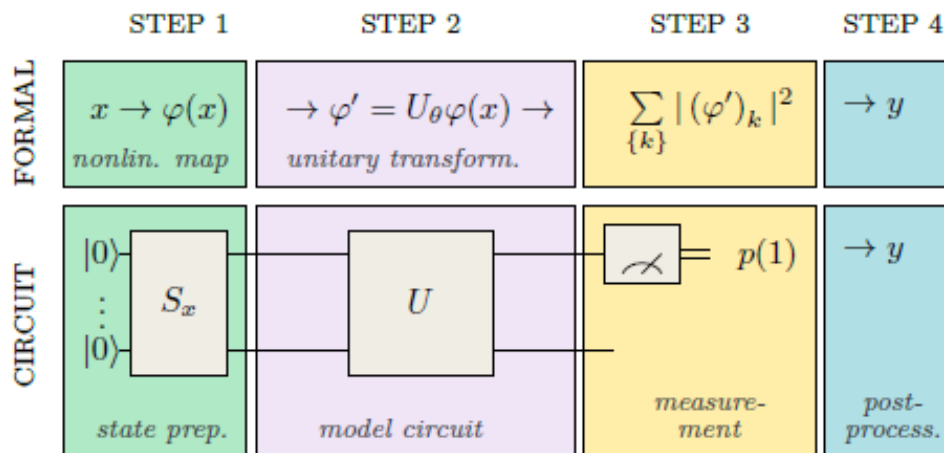 STEP 1 STEP 2 STEP 3 STEP 4
FORMAL
x → φ(x) → φ′ = U_θφ(x) → ∑_{k} | (φ′)_k |² → y
nonlin. map unitary transform.
CIRCUIT
|0⟩ S_x U p(1) → y
⋮
|0⟩
state prep. model circuit measure-
ment post-
process.